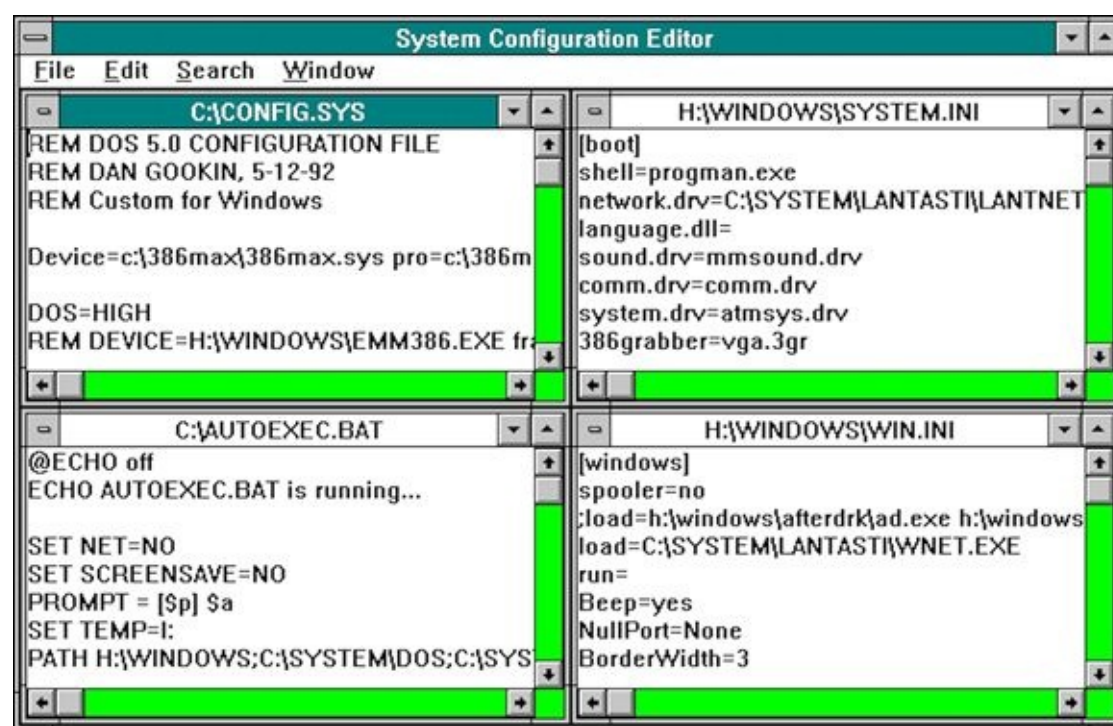 System Configuration Editor
File Edit Search Window
C:\CONFIG.SYS
REM DOS 5.0 CONFIGURATION FILE
REM DAN GOOKIN, 5-12-92
REM Custom for Windows
Device=c:\386max\386max.sys pro=c:\386m
DOS=HIGH
REM DEVICE=H:\WINDOWS\EMM386.EXE fra
H:\WINDOWS\SYSTEM.INI
[boot]
shell=progman.exe
network.drv=C:\SYSTEM\LANTASTI\LANTNET
language.dll=
sound.drv=mmsound.drv
comm.drv=comm.drv
system.drv=atmsys.drv
386grabber=vga.3gr
C:\AUTOEXEC.BAT
@ECHO off
ECHO AUTOEXEC.BAT is running...
SET NET=NO
SET SCREENSAVE=NO
PROMPT = [$p] $a
SET TEMP=I:
PATH H:\WINDOWS;C:\SYSTEM\DOS;C:\SYS
H:\WINDOWS\WIN.INI
[windows]
spooler=no
;load=h:\windows\afterdrk\ad.exe h:\windows
load=C:\SYSTEM\LANTASTI\WNET.EXE
run=
Beep=yes
NullPort=None
BorderWidth=3